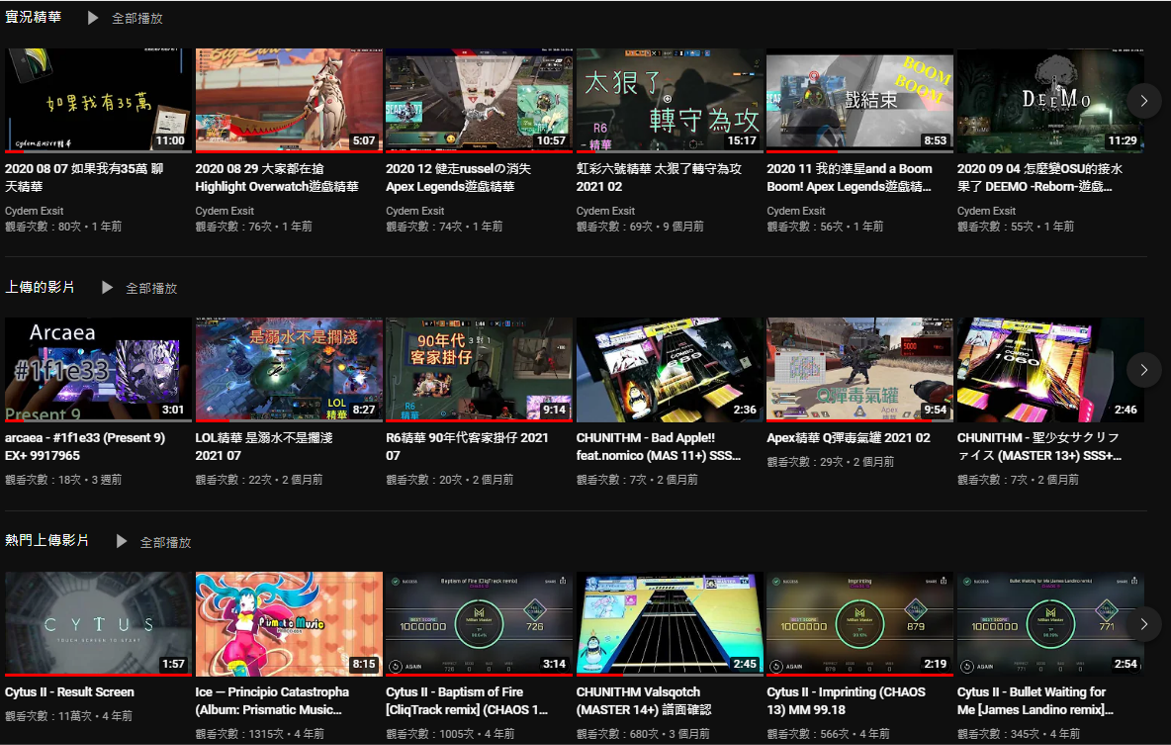 實況精華 全部播放
如果我有35萬
Cydem&Exsit精華
11:00
5:07
10:57
太狠了
轉守為攻
R6
精華
15:17
BOOM
BOOM
戲結束
8:53
DEEMO
11:29
2020 08 07 如果我有35萬 聊
天精華
Cydem Exsit
觀看次數：80次 • 1 年前
2020 08 29 大家都在搶
Highlight Overwatch遊戲精華
Cydem Exsit
觀看次數：76次 • 1 年前
2020 12 健走russel の消失
Apex Legends遊戲精華
Cydem Exsit
觀看次數：74次 • 1 年前
虹彩六號精華 太狠了轉守為攻
2021 02
Cydem Exsit
觀看次數：69次 • 9 個月前
2020 11 我的準星and a Boom
Boom! Apex Legends遊戲精...
Cydem Exsit
觀看次數：56次 • 1 年前
2020 09 04 怎麼變OSU的接水
果了 DEEMO -Reborn-遊戲...
Cydem Exsit
觀看次數：55次 • 1 年前
上傳的影片 全部播放
Arcaea
#1f1e33
Present 9
3:01
是溺水不是擱淺
LOL
精華
8:27
90年代
客家掛仔
R6
精華
9:14
2:36
5000
Q彈毒氣罐
Apex
精華
9:54
2:46
arcaea - #1f1e33 (Present 9)
EX+ 9917965
觀看次數：18次 • 3 週前
LOL精華 是溺水不是擱淺
2021 07
觀看次數：22次 • 2 個月前
R6精華 90年代客家掛仔 2021
07
觀看次數：20次 • 2 個月前
CHUNITHM - Bad Apple!!
feat.nomico (MAS 11+) SSS...
觀看次數：7次 • 2 個月前
Apex精華 Q彈毒氣罐 2021 02
觀看次數：29次 • 2 個月前
CHUNITHM - 聖少女サクリフ
ァイス (MASTER 13+) SSS+...
觀看次數：7次 • 2 個月前
熱門上傳影片 全部播放
CYTUS
TOUCH SCREEN TO START
1:57
Prismatic Music
8:15
Baptism of Fire (CliqTrack remix)
1000000
726
AGAIN
3:14
2:45
Imprinting
1000000
879
AGAIN
2:19
Bullet Waiting for Me (James Landino remix)
1000000
771
AGAIN
2:54
Cytus II - Result Screen
觀看次數：11萬次 • 4 年前
Ice — Principio Catastropha
(Album: Prismatic Music...
觀看次數：1315次 • 4 年前
Cytus II - Baptism of Fire
[CliqTrack remix] (CHAOS 1...
觀看次數：1005次 • 4 年前
CHUNITHM Valsqotch
(MASTER 14+) 譜面確認
觀看次數：680次 • 3 個月前
Cytus II - Imprinting (CHAOS
13) MM 99.18
觀看次數：566次 • 4 年前
Cytus II - Bullet Waiting for
Me [James Landino remix]...
觀看次數：345次 • 4 年前